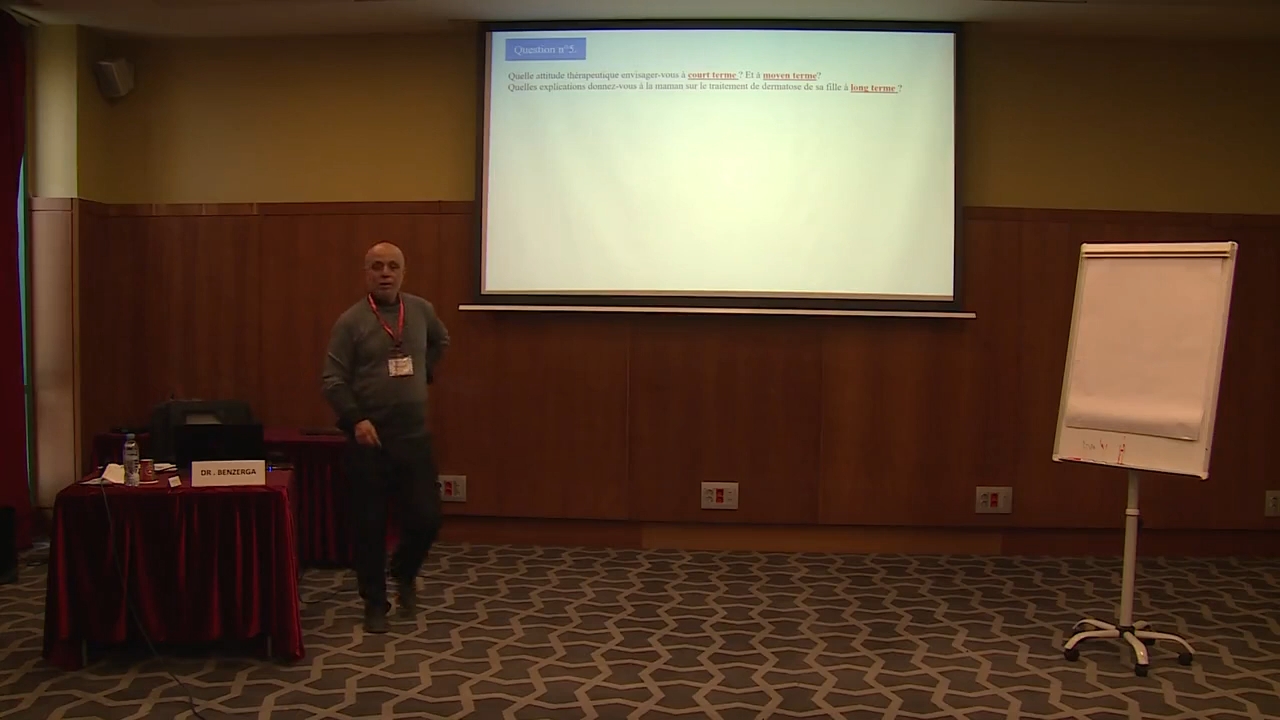 Question n°5.
Quelle attitude thérapeutique envisager-vous à court terme ? Et à moyen terme?
Quelles explications donnez-vous à la maman sur le traitement de dermatose de sa fille à long terme ?
DR . BENZERGA